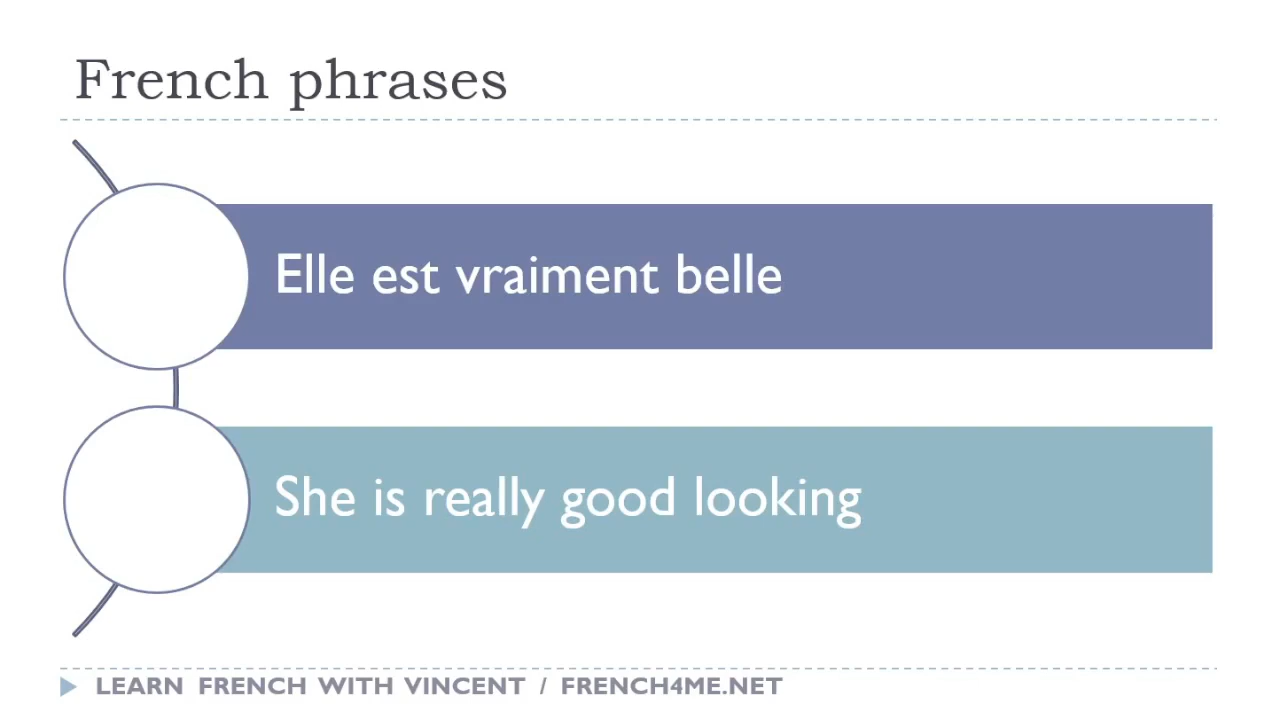 French phrases
Elle est vraiment belle
She is really good looking
LEARN FRENCH WITH VINCENT / FRENCH4ME.NET